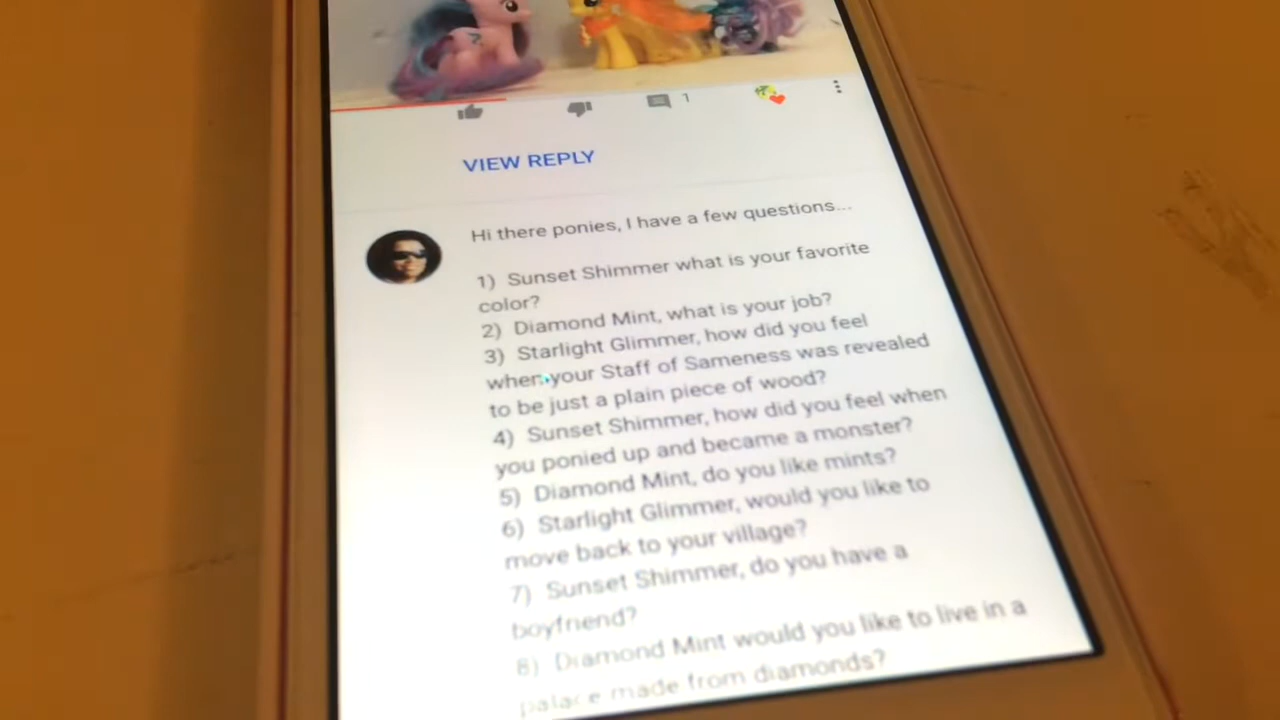 1
VIEW REPLY
Hi there ponies, I have a few questions...
1) Sunset Shimmer what is your favorite
color?
2) Diamond Mint, what is your job?
3) Starlight Glimmer, how did you feel
when your Staff of Sameness was revealed
to be just a plain piece of wood?
4) Sunset Shimmer, how did you feel when
you ponied up and became a monster?
5) Diamond Mint, do you like mints?
6) Starlight Glimmer, would you like to
move back to your village?
7) Sunset Shimmer, do you have a
boyfriend?
8) Diamond Mint would you like to live in a
palace made from diamonds?